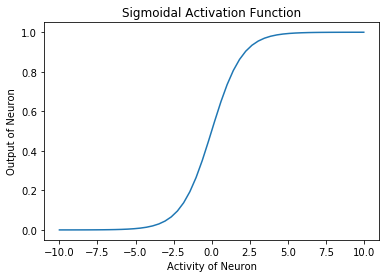 Sigmoidal Activation Function
1.0
0.8
0.6
0.4
0.2
0.0
Output of Neuron
−10.0 −7.5 −5.0 −2.5 0.0 2.5 5.0 7.5 10.0
Activity of Neuron